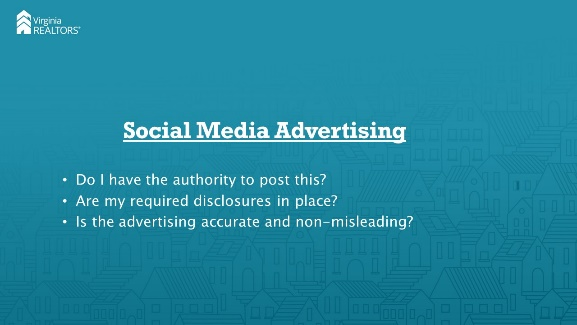 Virginia
REALTORS®
Social Media Advertising
• Do I have the authority to post this?
• Are my required disclosures in place?
• Is the advertising accurate and non-misleading?